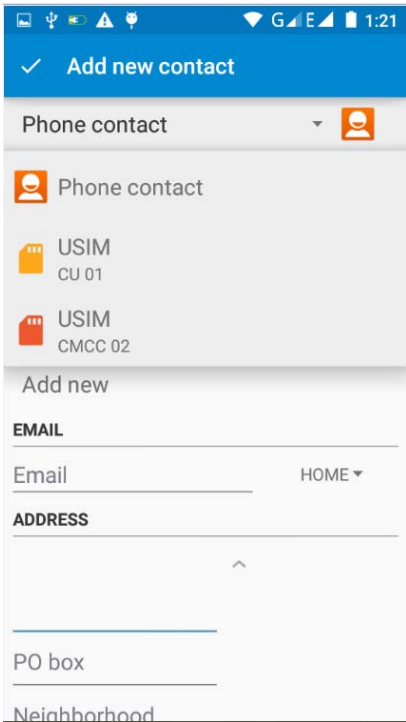 G E 1:21
Add new contact
Phone contact
Phone contact
USIM
CU 01
USIM
CMCC 02
Add new
EMAIL
Email HOME
ADDRESS
PO box
Neighborhood